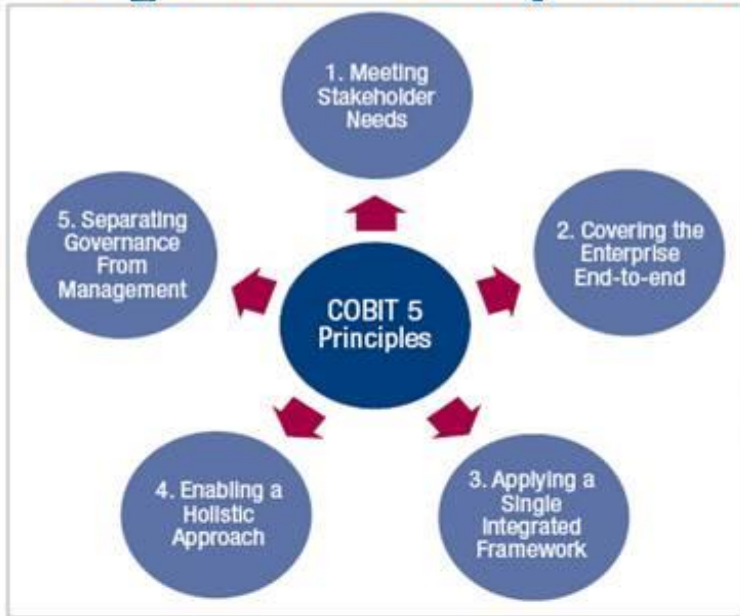 1. Meeting
Stakeholder
Needs
5. Separating
Governance
From
Management
2. Covering the
Enterprise
End-to-end
COBIT 5
Principles
4. Enabling a
Holistic
Approach
3. Applying a
Single
Integrated
Framework